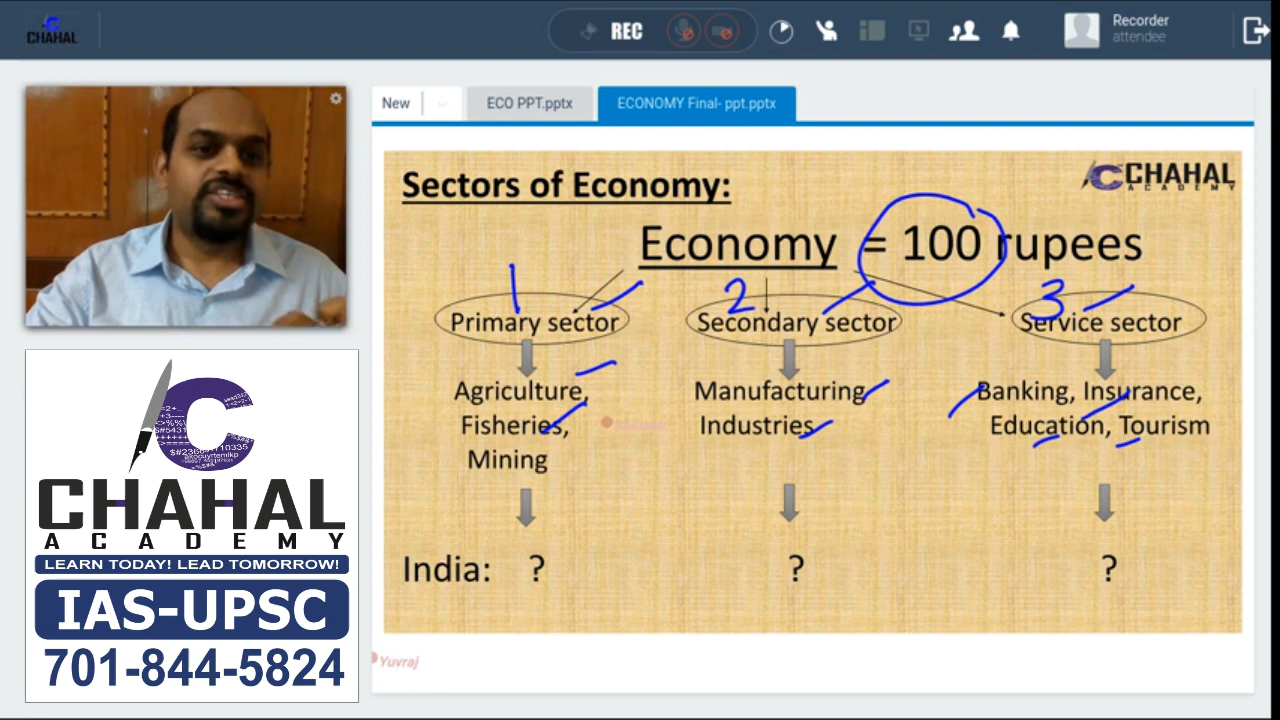 CHAHAL
REC
Recorder
attendee
New
ECO PPT.pptx
ECONOMY Final- ppt.pptx
Sectors of Economy:
CHAHAL
ACADEMY
Economy = 100 rupees
1
2
3
Primary sector
Secondary sector
Service sector
Agriculture,
Fisheries,
Mining
Manufacturing
Industries
Banking, Insurance,
Education, Tourism
India: ? ? ?
Yuvraj
CHAHAL
ACADEMY
LEARN TODAY! LEAD TOMORROW!
IAS-UPSC
701-844-5824